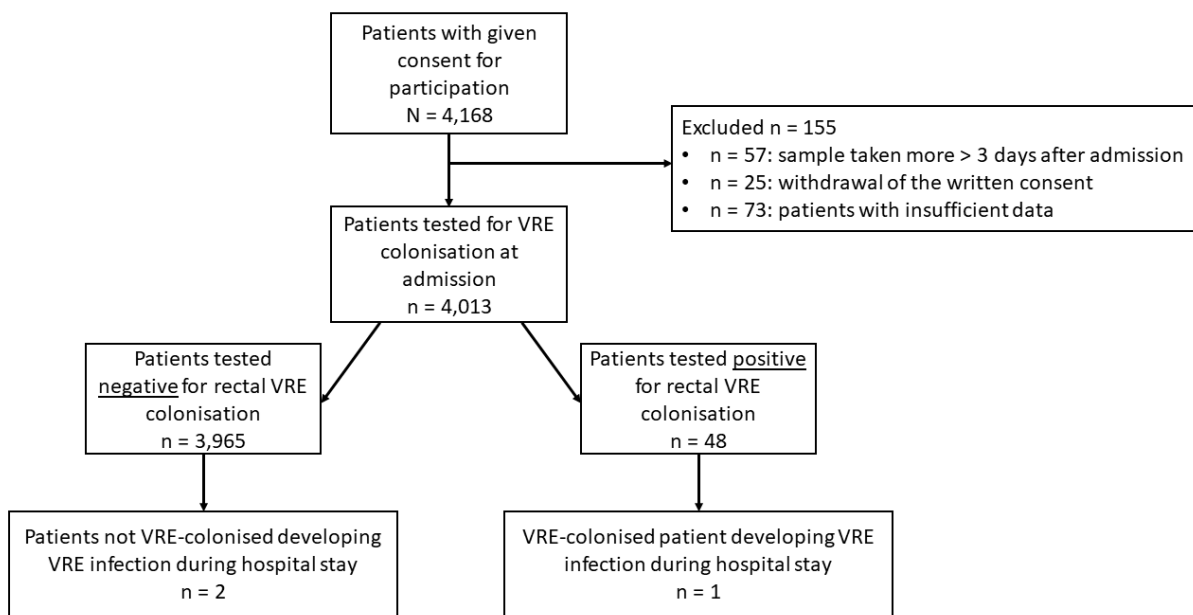 Patients with given
consent for
participation
N = 4,168
Excluded n = 155
• n = 57: sample taken more > 3 days after admission
• n = 25: withdrawal of the written consent
• n = 73: patients with insufficient data
Patients tested for VRE
colonisation at
admission
n = 4,013
Patients tested
negative for rectal VRE
colonisation
n = 3,965
Patients tested positive
for rectal VRE
colonisation
n = 48
Patients not VRE-colonised developing
VRE infection during hospital stay
n = 2
VRE-colonised patient developing VRE
infection during hospital stay
n = 1